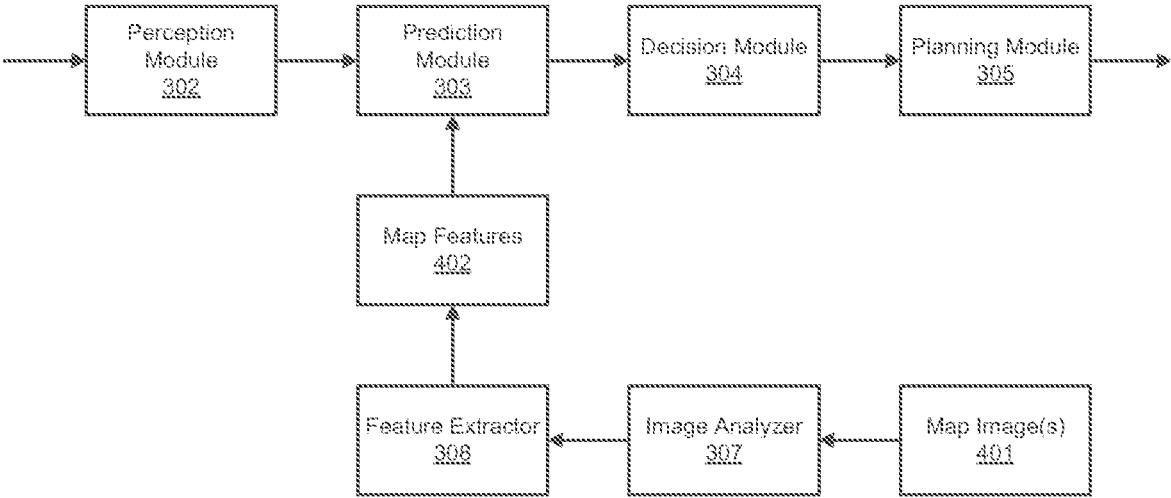 Perception
Module
302
Prediction
Module
303
Decision Module
304
Planning Module
305
Map Features
402
Feature Extractor
308
Image Analyzer
307
Map Image(s)
401